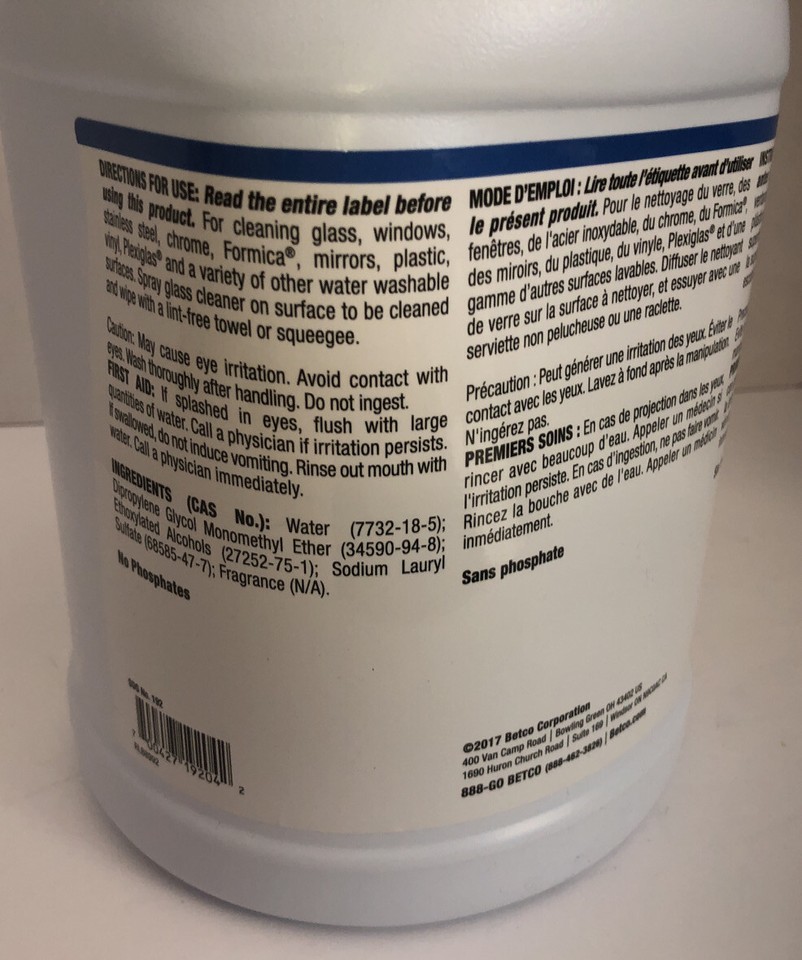 DIRECTIONS FOR USE: Read the entire label before
using this product. For cleaning glass, windows,
stainless steel, chrome, Formica®, mirrors, plastic,
vinyl, Plexiglas® and a variety of other water washable
surfaces. Spray glass cleaner on surface to be cleaned
and wipe with a lint-free towel or squeegee.
Caution: May cause eye irritation. Avoid contact with
eyes. Wash thoroughly after handling. Do not ingest.
FIRST AID: If splashed in eyes, flush with large
quantities of water. Call a physician if irritation persists.
If swallowed, do not induce vomiting. Rinse out mouth with
water. Call a physician immediately.
INGREDIENTS (CAS No.): Water (7732-18-5);
Dipropylene Glycol Monomethyl Ether (34590-94-8);
Ethoxylated Alcohols (27252-75-1); Sodium Lauryl
Sulfate (68585-47-7); Fragrance (N/A).
No Phosphates
MODE D'EMPLOI : Lire toute l'étiquette avant d'utiliser
le présent produit. Pour le nettoyage du verre, des
fenêtres, de l'acier inoxydable, du chrome, du Formica®,
des miroirs, du plastique, du vinyle, Plexiglas® et d'une
gamme d'autres surfaces lavables. Diffuser le nettoyant
de verre sur la surface à nettoyer, et essuyer avec une
serviette non pelucheuse ou une raclette.
Précaution : Peut générer une irritation des yeux. Éviter le
contact avec les yeux. Lavez à fond après la manipulation.
N'ingérez pas.
PREMIERS SOINS : En cas de projection dans les yeux,
rincer avec beaucoup d'eau. Appeler un médecin si
l'irritation persiste. En cas d'ingestion, ne pas faire vomir.
Rincez la bouche avec de l'eau. Appeler un médicin
inmédiatement.
Sans phosphate
7 00427 19204 2
©2017 Betco Corporation
400 Van Camp Road | Bowling Green OH 43402 US
1690 Huron Church Road | Suite 169 | Windsor ON
888-GO BETCO (888-462-3826) | Betco.com